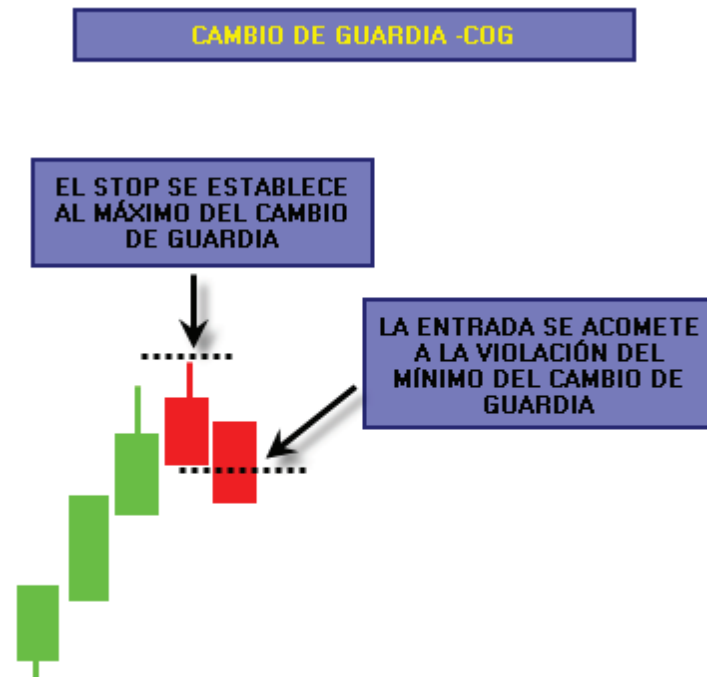 CAMBIO DE GUARDIA -COG
EL STOP SE ESTABLECE
AL MÁXIMO DEL CAMBIO
DE GUARDIA
LA ENTRADA SE ACOMETE
A LA VIOLACIÓN DEL
MÍNIMO DEL CAMBIO DE
GUARDIA